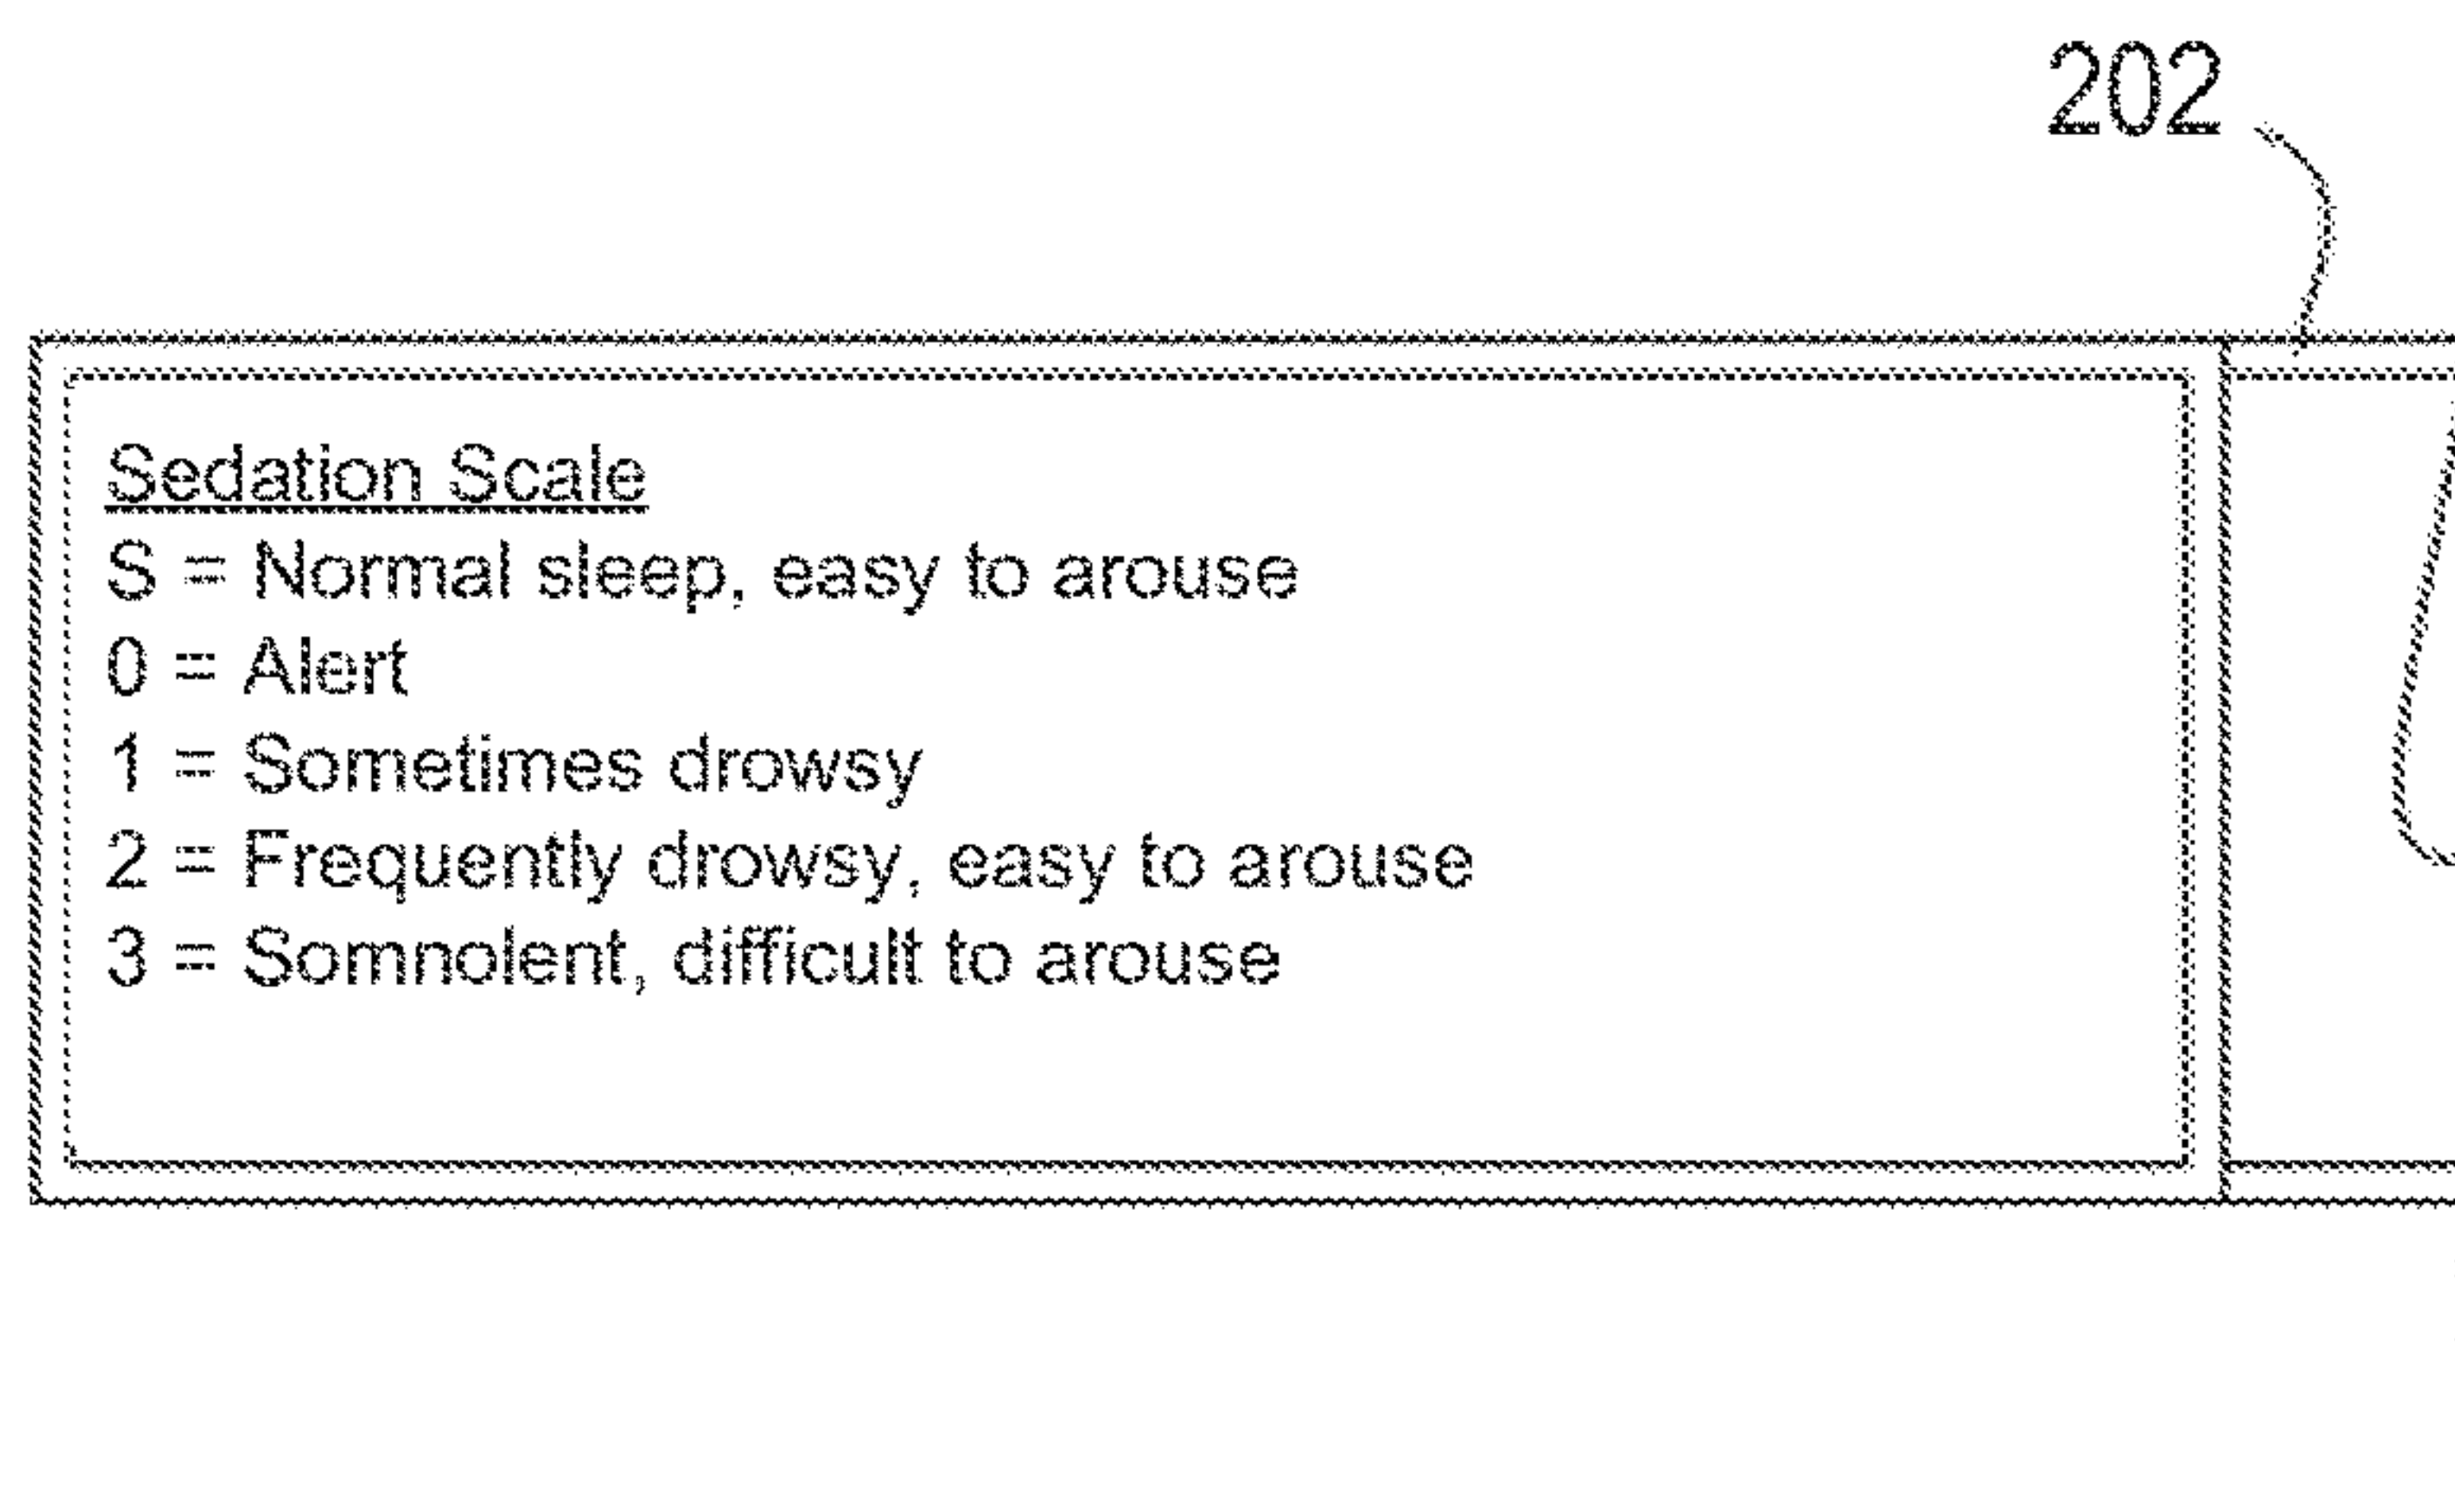 202
Sedation Scale
S = Normal sleep, easy to arouse
0 = Alert
1 = Sometimes drowsy
2 = Frequently drowsy, easy to arouse
3 = Somnolent, difficult to arouse